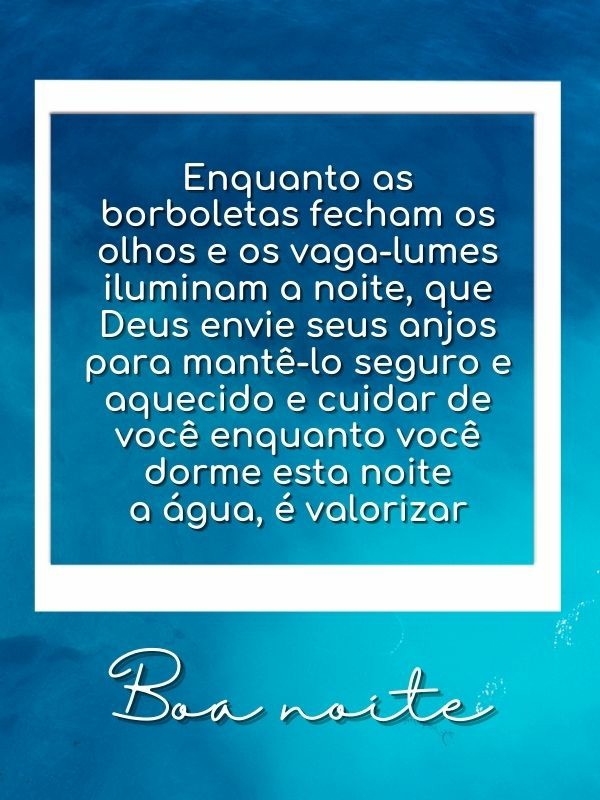 Enquanto as
borboletas fecham os
olhos e os vaga-lumes
iluminam a noite, que
Deus envie seus anjos
para mantê-lo seguro e
aquecido e cuidar de
você enquanto você
dorme esta noite
a água, é valorizar
Boa noite